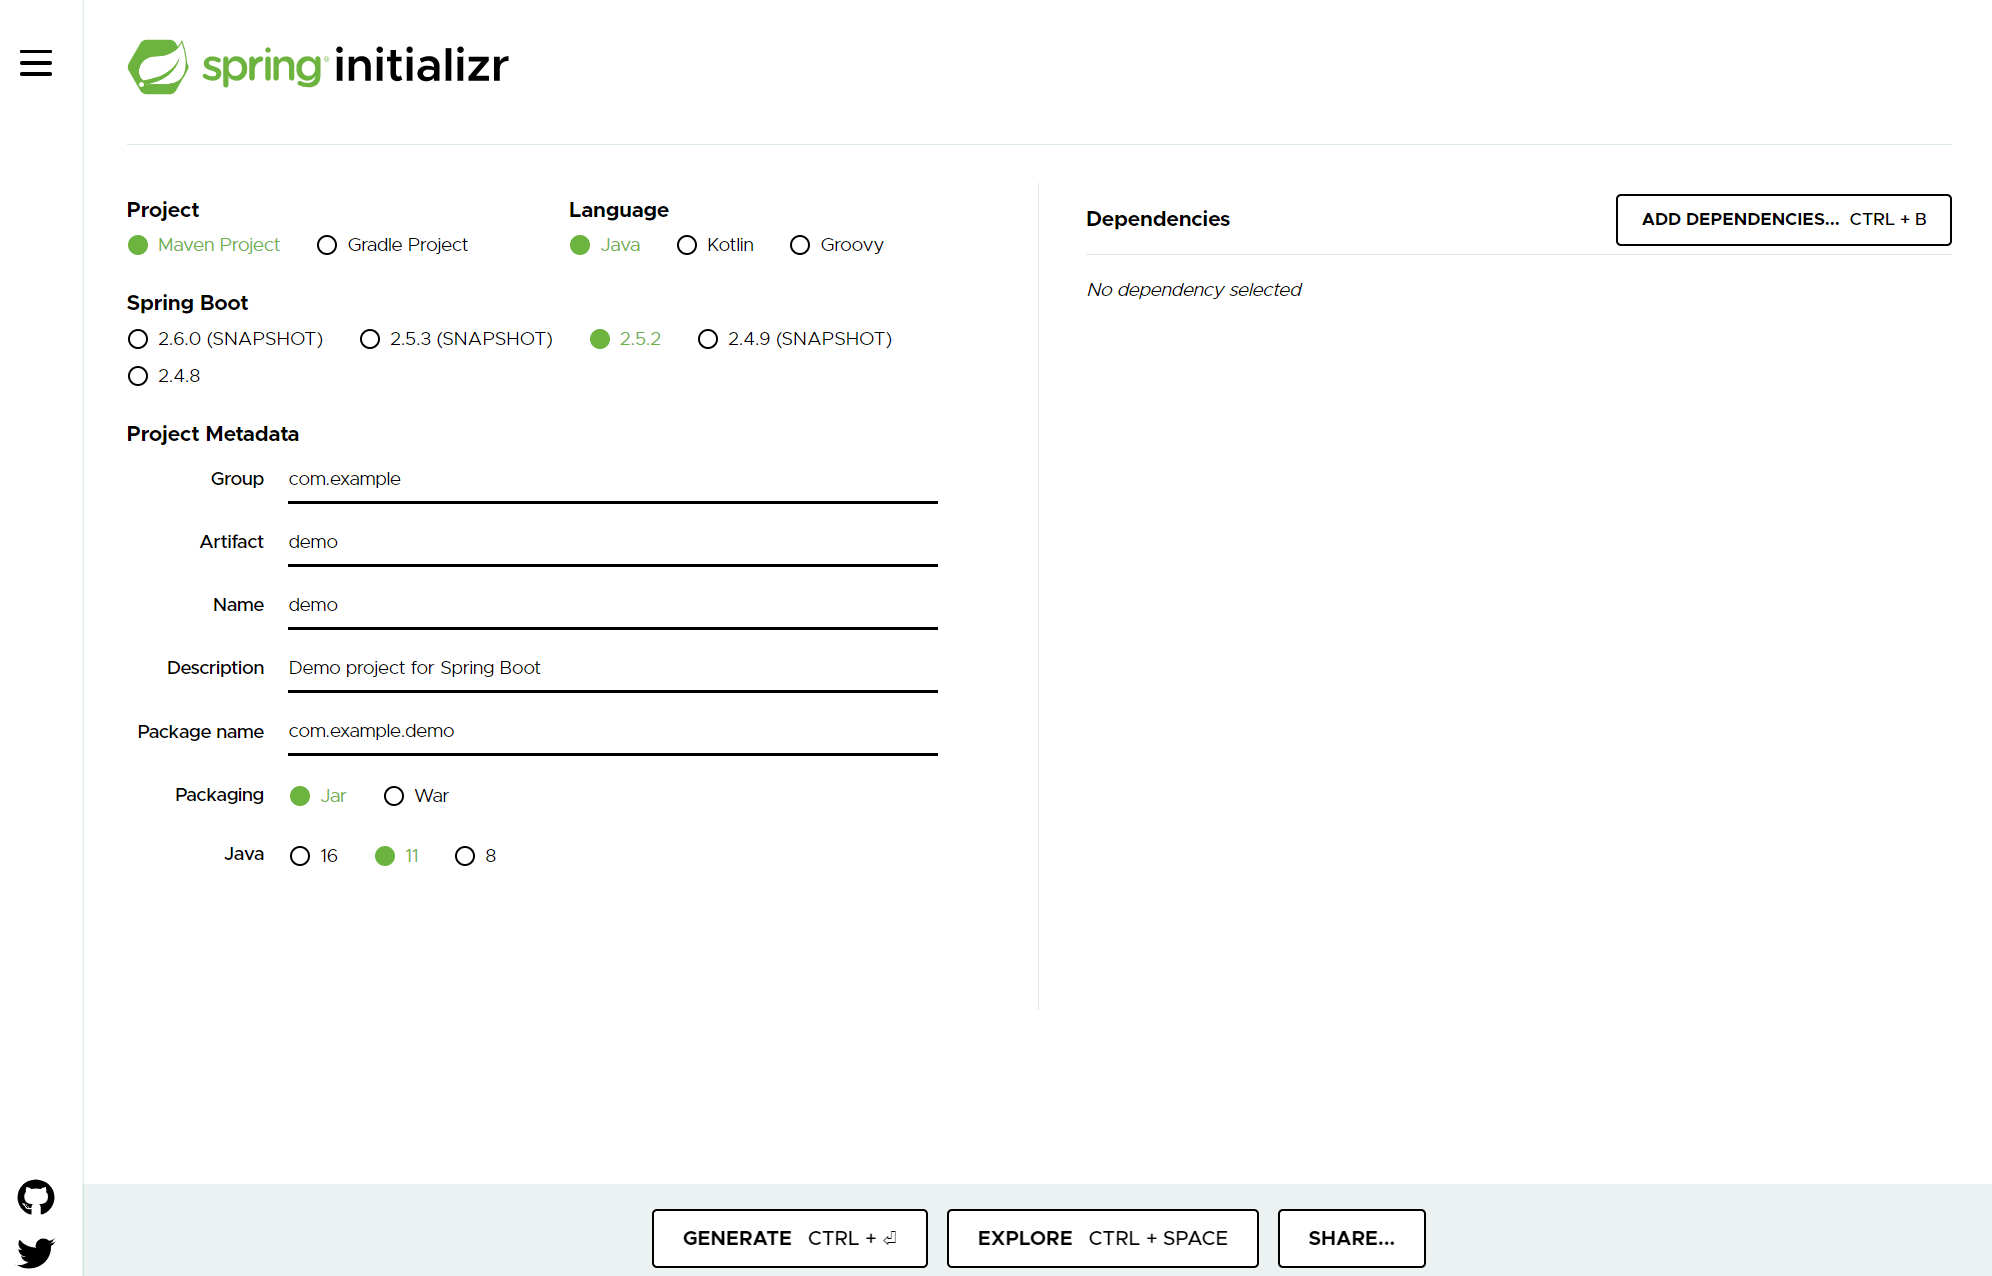 spring initializr
Project
Maven Project Gradle Project
Language
Java Kotlin Groovy
Spring Boot
2.6.0 (SNAPSHOT) 2.5.3 (SNAPSHOT) 2.5.2 2.4.9 (SNAPSHOT)
2.4.8
Project Metadata
Group com.example
Artifact demo
Name demo
Description Demo project for Spring Boot
Package name com.example.demo
Packaging Jar War
Java 16 11 8
Dependencies
ADD DEPENDENCIES... CTRL + B
No dependency selected
GENERATE CTRL + ⏎
EXPLORE CTRL + SPACE
SHARE...